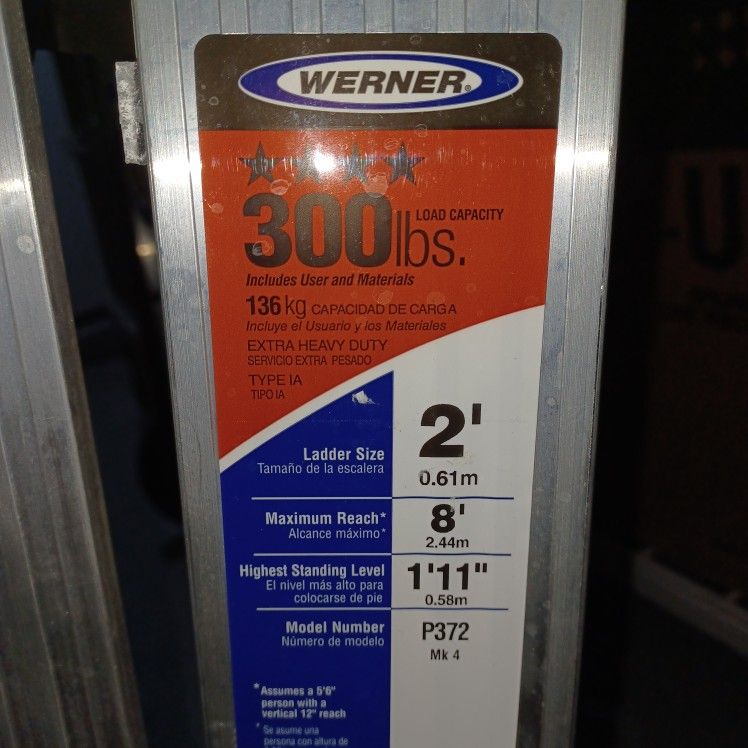 WERNER®
300lbs. LOAD CAPACITY
Includes User and Materials
136 kg CAPACIDAD DE CARGA
Incluye el Usuario y los Materiales
EXTRA HEAVY DUTY
SERVICIO EXTRA PESADO
TYPE IA
TIPO IA
Ladder Size
Tamaño de la escalera
2'
0.61m
Maximum Reach*
Alcance máximo*
8'
2.44m
Highest Standing Level
El nivel más alto para
colocarse de pie
1'11"
0.58m
Model Number
Número de modelo
P372
Mk 4
*Assumes a 5'6"
person with a
vertical 12" reach
*Se asume una
persona con altura de
U